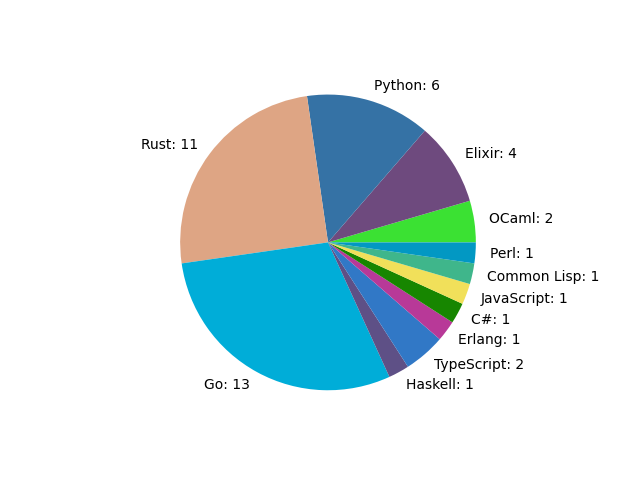 Python: 6
Rust: 11
Elixir: 4
OCaml: 2
Perl: 1
Common Lisp: 1
JavaScript: 1
C#: 1
Erlang: 1
TypeScript: 2
Go: 13
Haskell: 1